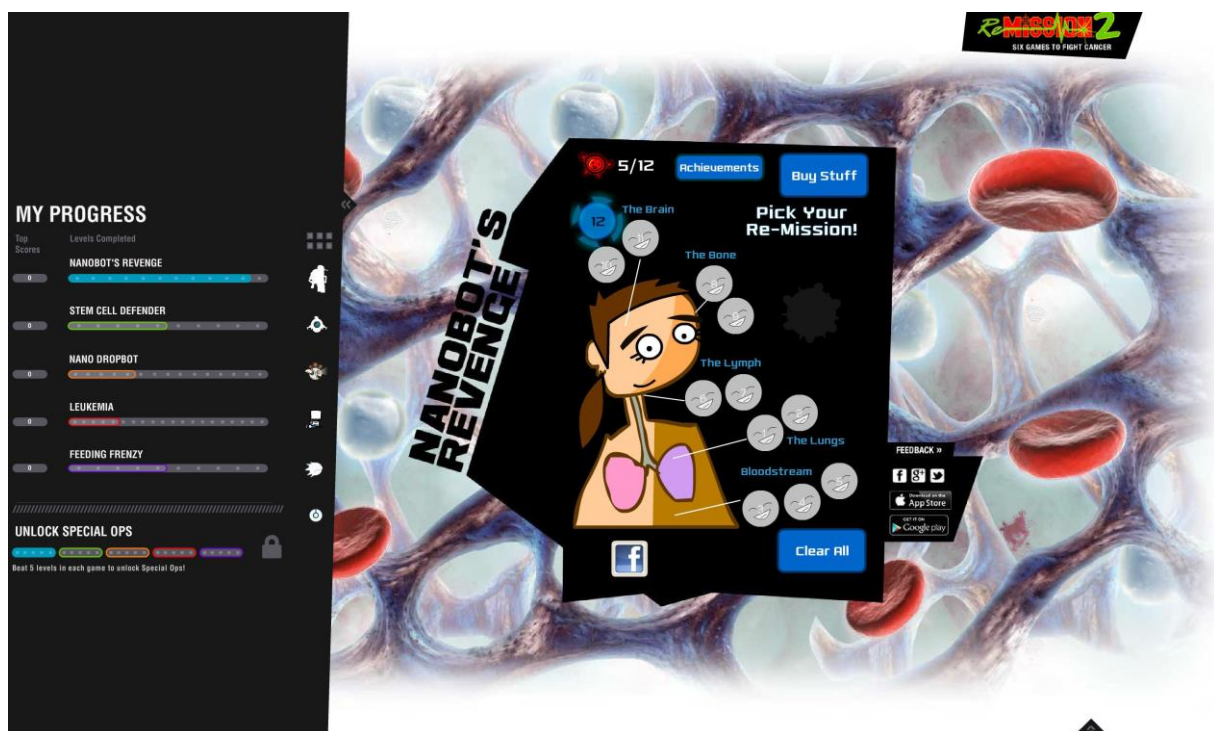 ReMISSION 2
SIX GAMES TO FIGHT CANCER
MY PROGRESS
Top
Scores
Levels Completed
0
NANOBOT'S REVENGE
0
STEM CELL DEFENDER
0
NANO DROPBOT
0
LEUKEMIA
0
FEEDING FRENZY
UNLOCK SPECIAL OPS
Beat 5 levels in each game to unlock Special Ops!
NANOBOT'S
REVENGE
5/12
Achievements
Buy Stuff
Pick Your
Re-Mission!
12
The Brain
The Bone
The Lymph
The Lungs
Bloodstream
Clear All
f
FEEDBACK »
f g+
Download on the
App Store
GET IT ON
Google play